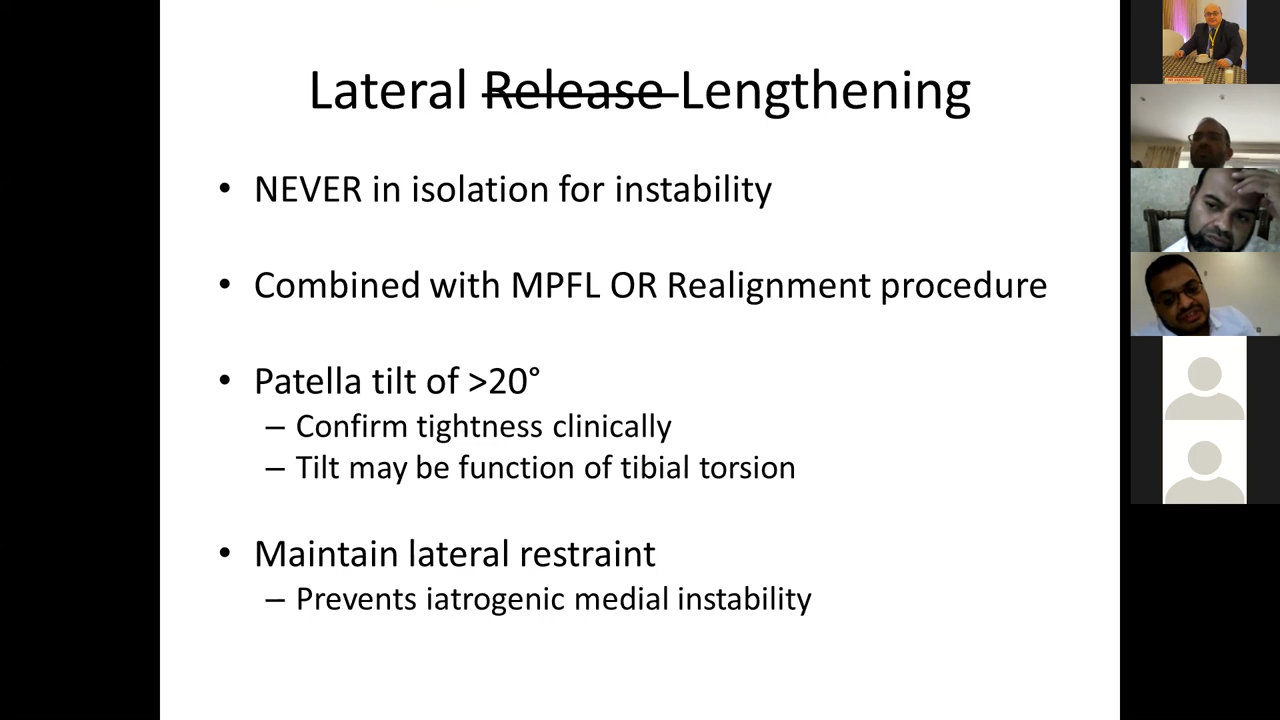 Lateral Release Lengthening
• NEVER in isolation for instability
• Combined with MPFL OR Realignment procedure
• Patella tilt of >20°
– Confirm tightness clinically
– Tilt may be function of tibial torsion
• Maintain lateral restraint
– Prevents iatrogenic medial instability